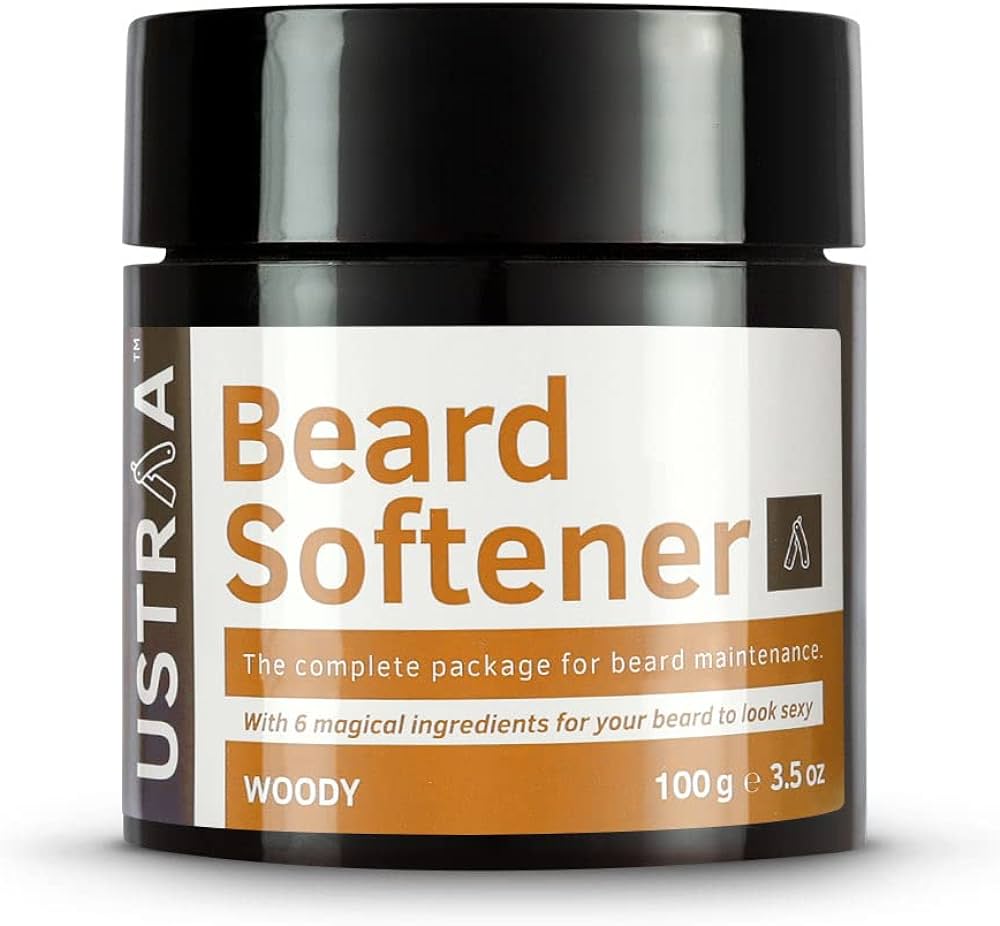 USTRAA™
Beard
Softener
The complete package for beard maintenance.
With 6 magical ingredients for your beard to look sexy
WOODY
100 g ℮ 3.5 oz